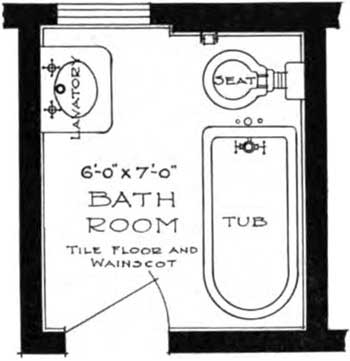 LAVATORY
SEAT
6'-0" X 7'-0"
BATH
ROOM
TILE FLOOR AND
WAINSCOT
TUB